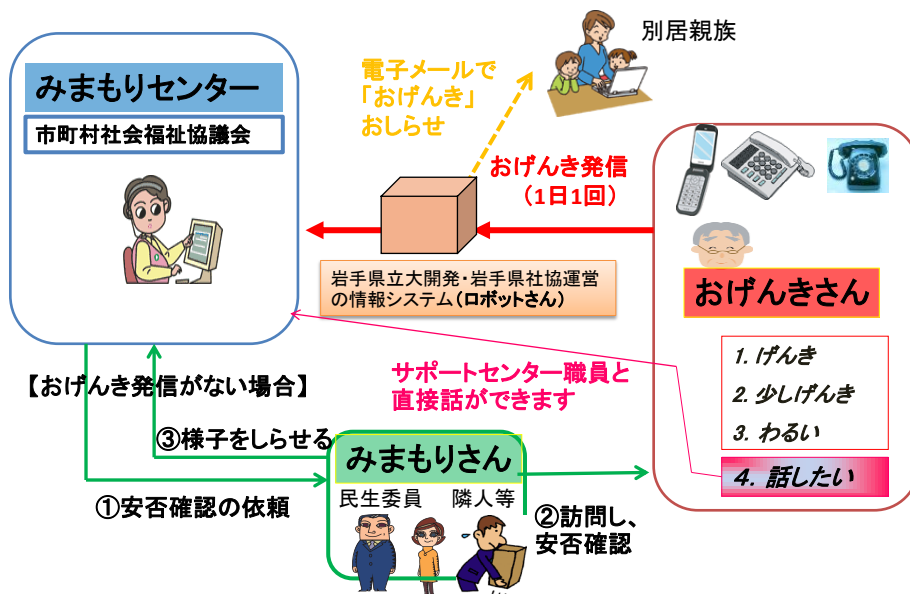 みまもりセンター
市町村社会福祉協議会
別居親族
電子メールで
「おげんき」
おしらせ
おげんき発信
（1日1回）
岩手県立大開発・岩手県社協運営
の情報システム（ロボットさん）
おげんきさん
1. げんき
2. 少しげんき
3. わるい
4. 話したい
サポートセンター職員と
直接話ができます
【おげんき発信がない場合】
③様子をしらせる
①安否確認の依頼
みまもりさん
民生委員 隣人等
②訪問し、
安否確認